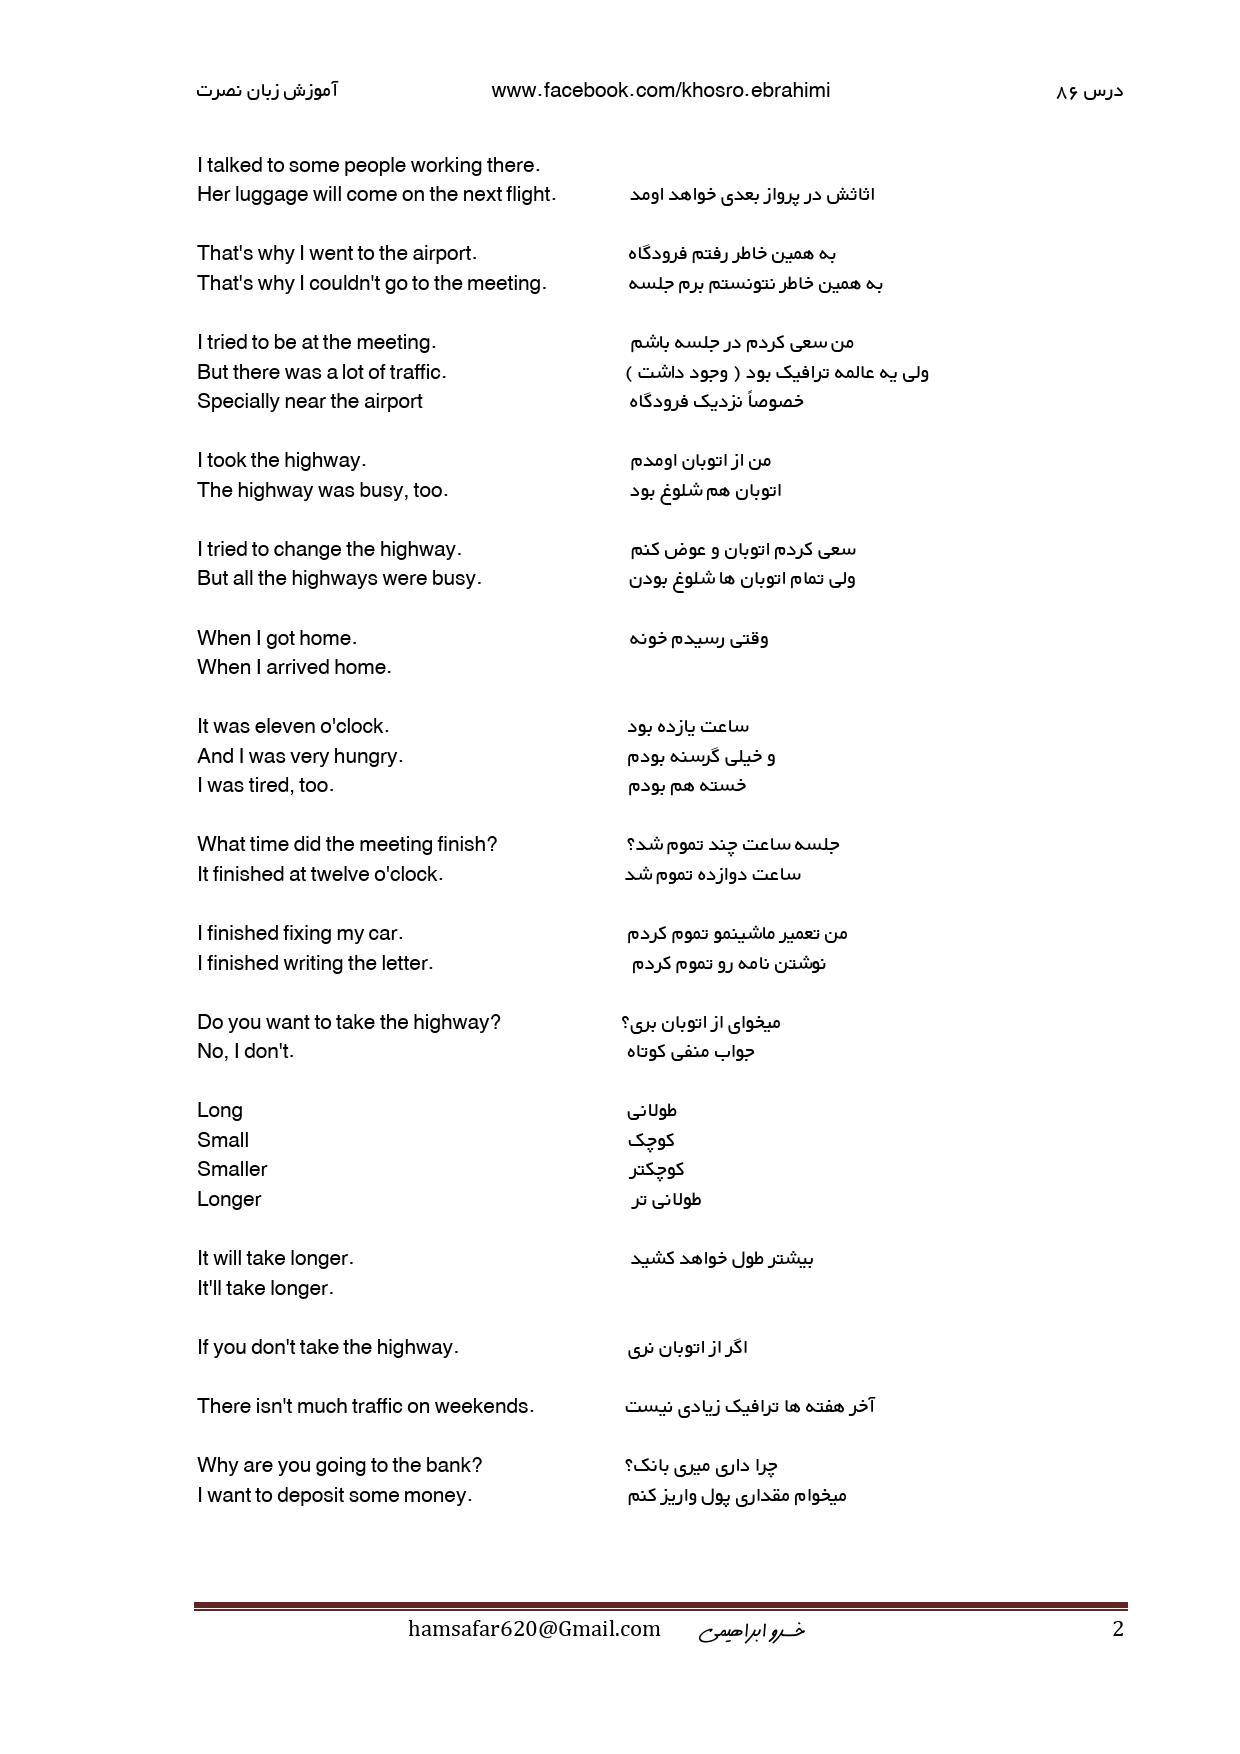 آموزش زبان نصرت www.facebook.com/khosro.ebrahimi درس ۸۶
I talked to some people working there.
Her luggage will come on the next flight. اثاثش در پرواز بعدی خواهد اومد
That's why I went to the airport. به همین خاطر رفتم فرودگاه
That's why I couldn't go to the meeting. به همین خاطر نتونستم برم جلسه
I tried to be at the meeting. من سعی کردم در جلسه باشم
But there was a lot of traffic. ولی یه عالمه ترافیک بود ( وجود داشت )
Specially near the airport خصوصاً نزدیک فرودگاه
I took the highway. من از اتوبان اومدم
The highway was busy, too. اتوبان هم شلوغ بود
I tried to change the highway. سعی کردم اتوبان و عوض کنم
But all the highways were busy. ولی تمام اتوبان ها شلوغ بودن
When I got home. وقتی رسیدم خونه
When I arrived home.
It was eleven o'clock. ساعت یازده بود
And I was very hungry. و خیلی گرسنه بودم
I was tired, too. خسته هم بودم
What time did the meeting finish? جلسه ساعت چند تموم شد؟
It finished at twelve o'clock. ساعت دوازده تموم شد
I finished fixing my car. من تعمیر ماشینمو تموم کردم
I finished writing the letter. نوشتن نامه رو تموم کردم
Do you want to take the highway? میخوای از اتوبان بری؟
No, I don't. جواب منفی کوتاه
Long طولانی
Small کوچک
Smaller کوچکتر
Longer طولانی تر
It will take longer. بیشتر طول خواهد کشید
It'll take longer.
If you don't take the highway. اگر از اتوبان نری
There isn't much traffic on weekends. آخر هفته ها ترافیک زیادی نیست
Why are you going to the bank? چرا داری میری بانک؟
I want to deposit some money. میخوام مقداری پول واریز کنم
hamsafar620@Gmail.com خسرو ابراهیمی 2